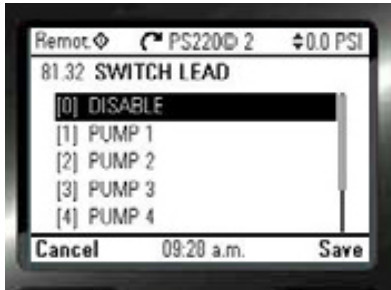 Remot. PS220© 2 0.0 PSI
81.32 SWITCH LEAD
[0] DISABLE
[1] PUMP 1
[2] PUMP 2
[3] PUMP 3
[4] PUMP 4
Cancel 09:28 a.m. Save